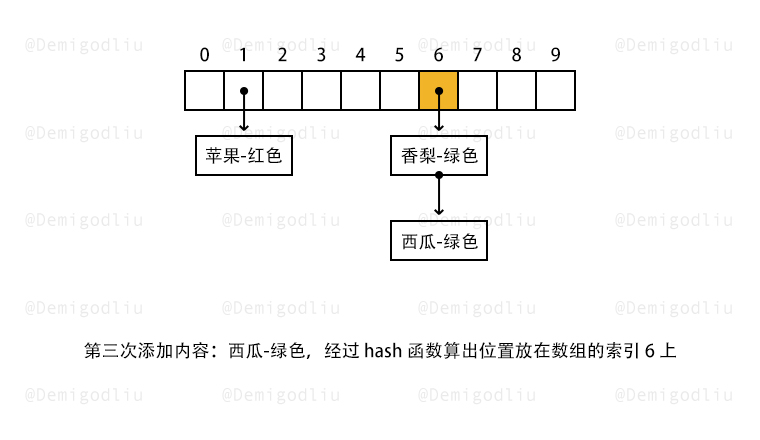 @Demigodliu @Demigodliu @Demigodliu @Demigodliu
0 1 2 3 4 5 6 7 8 9
@Demigodliu @Demigodliu @Demigodliu @Demigodliu
苹果-红色 香梨-绿色
@Demigodliu @Demigodliu @Demigodliu @Demigodliu
西瓜-绿色
@Demigodliu @Demigodliu @Demigodliu @Demigodliu
第三次添加内容：西瓜-绿色，经过 hash 函数算出位置放在数组的索引 6 上
@Demigodliu @Demigodliu @Demigodliu @Demigodliu